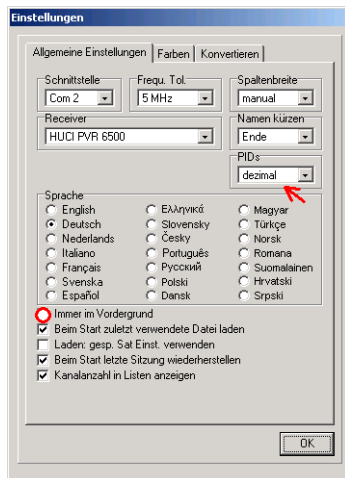 Einstellungen
Allgemeine Einstellungen Farben Konvertieren
Schnittstelle Frequ. Tol. Spaltenbreite
Com 2 5 MHz manual
Receiver Namen kürzen
HUCI PVR 6500 Ende
PIDs
dezimal
Sprache
English Ελληνικά Magyar
Deutsch Slovensky Türkçe
Nederlands Česky Norsk
Italiano Português Romana
Français Русский Suomalainen
Svenska Polski Hrvatski
Español Dansk Srpski
Immer im Vordergrund
Beim Start zuletzt verwendete Datei laden
Laden: gesp. Sat Einst. verwenden
Beim Start letzte Sitzung wiederherstellen
Kanalanzahl in Listen anzeigen
OK